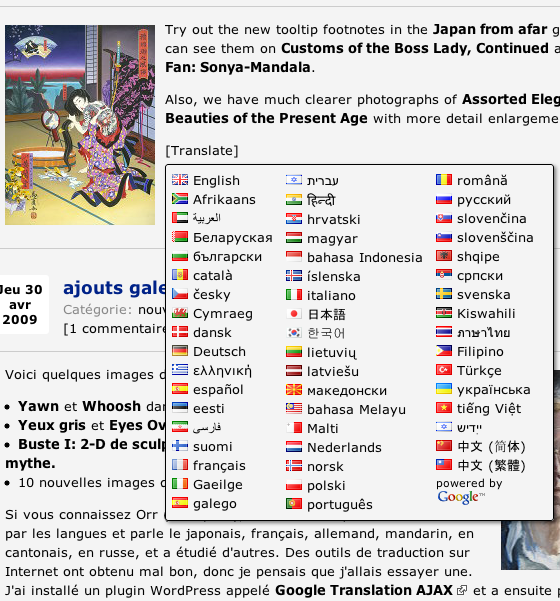 Try out the new tooltip footnotes in the Japan from afar
can see them on Customs of the Boss Lady, Continued
Fan: Sonya-Mandala.
Also, we have much clearer photographs of Assorted
Beauties of the Present Age with more detail
[Translate]
English
Afrikaans
العربية
Беларуская
български
català
česky
Cymraeg
dansk
Deutsch
ελληνική
español
eesti
فارسی
suomi
français
Gaeilge
galego
עברית
हिन्दी
hrvatski
magyar
bahasa Indonesia
íslenska
italiano
日本語
한국어
lietuvių
latviešu
македонски
bahasa Melayu
Malti
Nederlands
norsk
polski
português
română
русский
slovenčina
slovenščina
shqipe
српски
svenska
Kiswahili
ภาษาไทย
Filipino
Türkçe
українська
tiếng Việt
ייִדיש
中文 (简体)
中文 (繁體)
powered by
Google™
Jeu 30
avr
2009
ajouts
Catégorie:
[1 commentaire
Voici quelques images
• Yawn et Whoosh
• Yeux gris et Eyes
• Buste I: 2-D de
mythe.
• 10 nouvelles images
Si vous connaissez Orr
par les langues et parle le japonais, français, allemand, mandarin, en
cantonais, en russe, et a étudié d'autres. Des outils de traduction sur
Internet ont obtenu mal bon, donc je pensais que j'allais essayer une.
J'ai installé un plugin WordPress appelé Google Translation AJAX et a ensuite